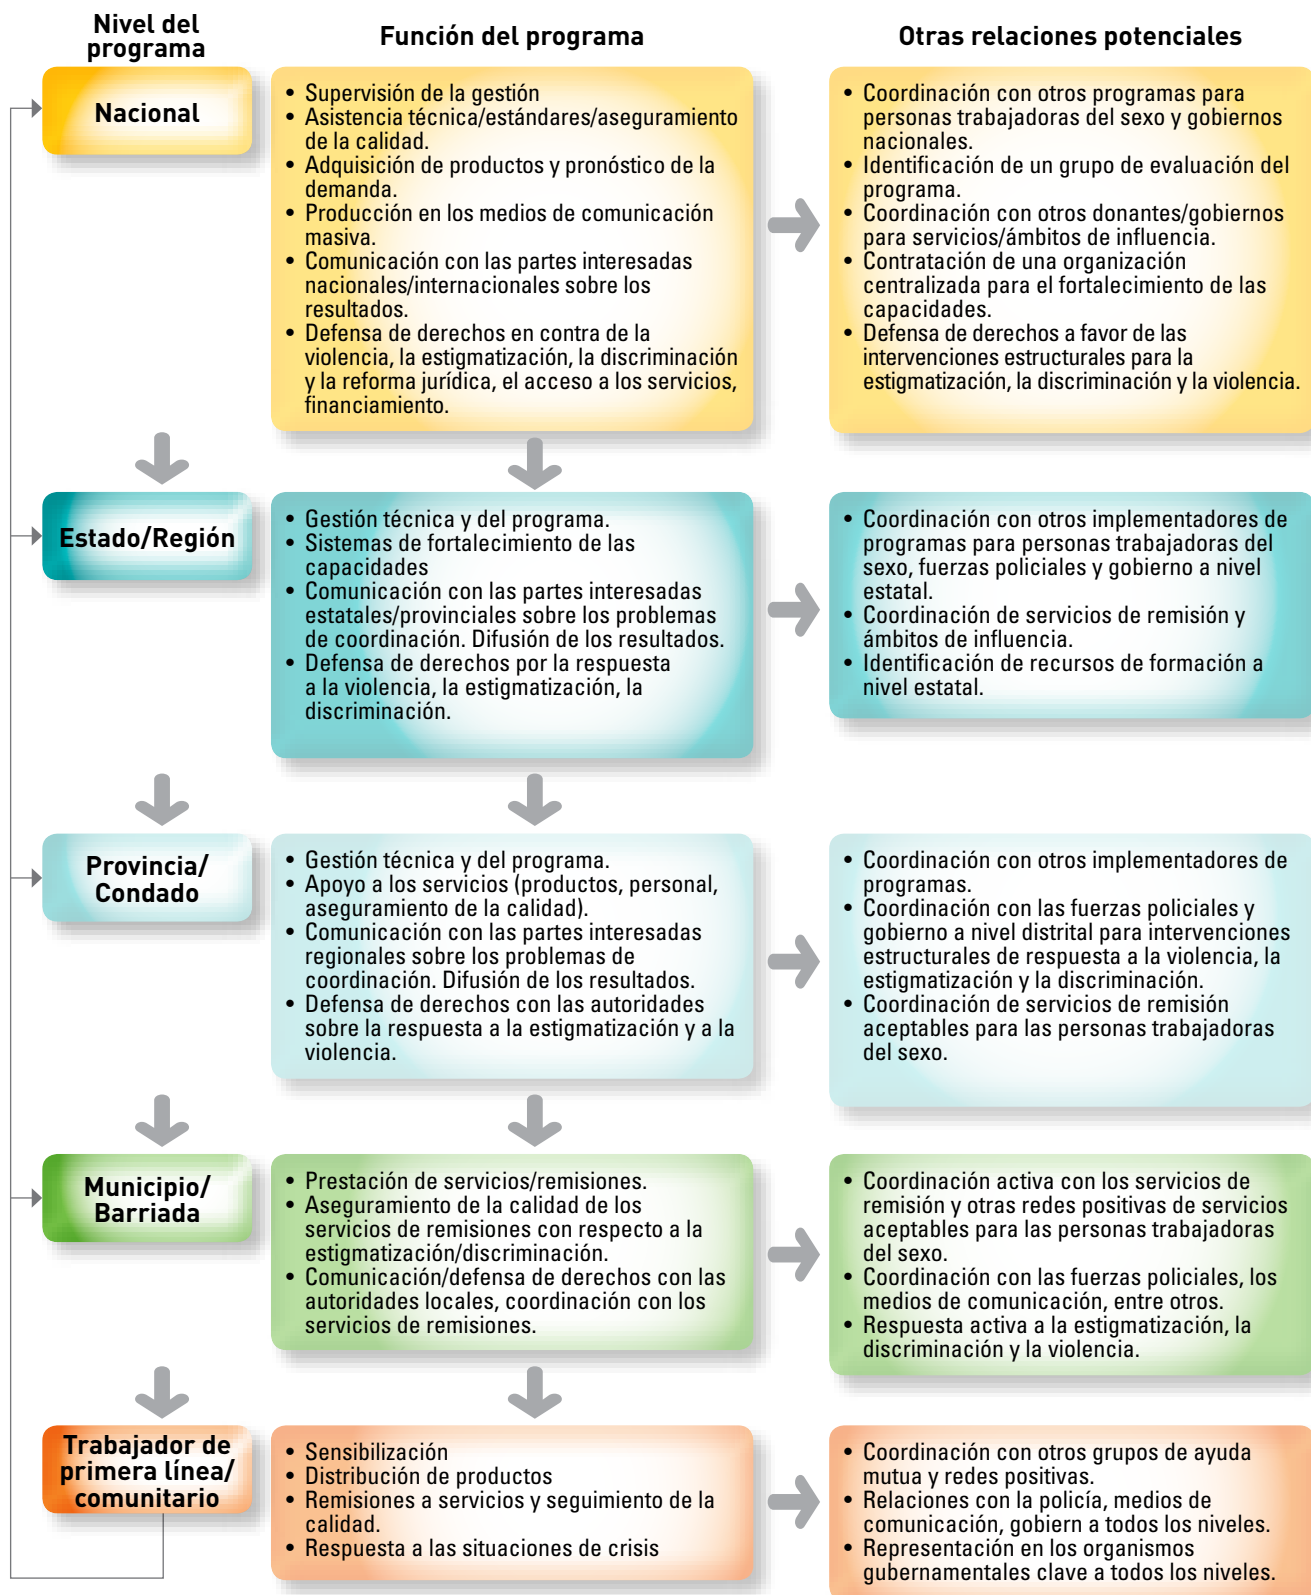 Nivel del
programa
Función del programa
Otras relaciones potenciales
Nacional
• Supervisión de la gestión
• Asistencia técnica/estándares/aseguramiento
de la calidad.
• Adquisición de productos y pronóstico de la
demanda.
• Producción en los medios de comunicación
masiva.
• Comunicación con las partes interesadas
nacionales/internacionales sobre los
resultados.
• Defensa de derechos en contra de la
violencia, la estigmatización, la discriminación
y la reforma jurídica, el acceso a los servicios,
financiamiento.
• Coordinación con otros programas para
personas trabajadoras del sexo y gobiernos
nacionales.
• Identificación de un grupo de evaluación del
programa.
• Coordinación con otros donantes/gobiernos
para servicios/ámbitos de influencia.
• Contratación de una organización
centralizada para el fortalecimiento de las
capacidades.
• Defensa de derechos a favor de las
intervenciones estructurales para la
estigmatización, la discriminación y la violencia.
Estado/Región
• Gestión técnica y del programa.
• Sistemas de fortalecimiento de las
capacidades
• Comunicación con las partes interesadas
estatales/provinciales sobre los problemas
de coordinación. Difusión de los resultados.
• Defensa de derechos por la respuesta
a la violencia, la estigmatización, la
discriminación.
• Coordinación con otros implementadores de
programas para personas trabajadoras del
sexo, fuerzas policiales y gobierno a nivel
estatal.
• Coordinación de servicios de remisión y
ámbitos de influencia.
• Identificación de recursos de formación a
nivel estatal.
Provincia/
Condado
• Gestión técnica y del programa.
• Apoyo a los servicios (productos, personal,
aseguramiento de la calidad).
• Comunicación con las partes interesadas
regionales sobre los problemas de
coordinación. Difusión de los resultados.
• Defensa de derechos con las autoridades
sobre la respuesta a la estigmatización y a la
violencia.
• Coordinación con otros implementadores de
programas.
• Coordinación con las fuerzas policiales y
gobierno a nivel distrital para intervenciones
estructurales de respuesta a la violencia, la
estigmatización y la discriminación.
• Coordinación de servicios de remisión
aceptables para las personas trabajadoras
del sexo.
Municipio/
Barriada
• Prestación de servicios/remisiones.
• Aseguramiento de la calidad de los
servicios de remisiones con respecto a la
estigmatización/discriminación.
• Comunicación/defensa de derechos con las
autoridades locales, coordinación con los
servicios de remisiones.
• Coordinación activa con los servicios de
remisión y otras redes positivas de servicios
aceptables para las personas trabajadoras
del sexo.
• Coordinación con las fuerzas policiales, los
medios de comunicación, entre otros.
• Respuesta activa a la estigmatización, la
discriminación y la violencia.
Trabajador de
primera línea/
comunitario
• Sensibilización
• Distribución de productos
• Remisiones a servicios y seguimiento de la
calidad.
• Respuesta a las situaciones de crisis
• Coordinación con otros grupos de ayuda
mutua y redes positivas.
• Relaciones con la policía, medios de
comunicación, gobiern a todos los niveles.
• Representación en los organismos
gubernamentales clave a todos los niveles.